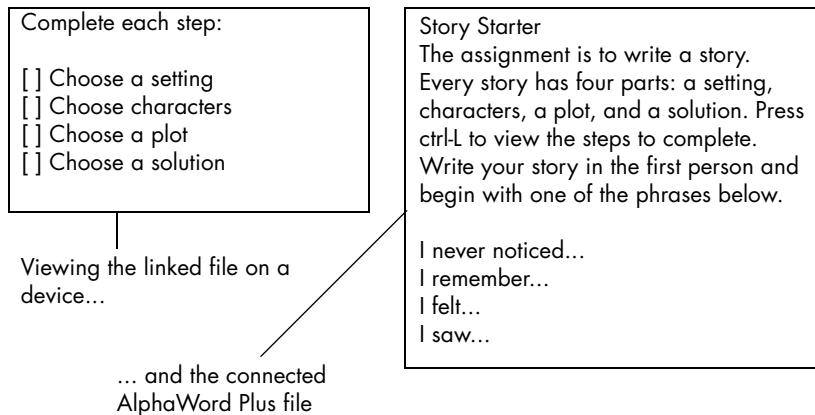 Complete each step:
[ ] Choose a setting
[ ] Choose characters
[ ] Choose a plot
[ ] Choose a solution
Viewing the linked file on a
device...
... and the connected
AlphaWord Plus file
Story Starter
The assignment is to write a story.
Every story has four parts: a setting,
characters, a plot, and a solution. Press
ctrl-L to view the steps to complete.
Write your story in the first person and
begin with one of the phrases below.
I never noticed...
I remember...
I felt...
I saw...